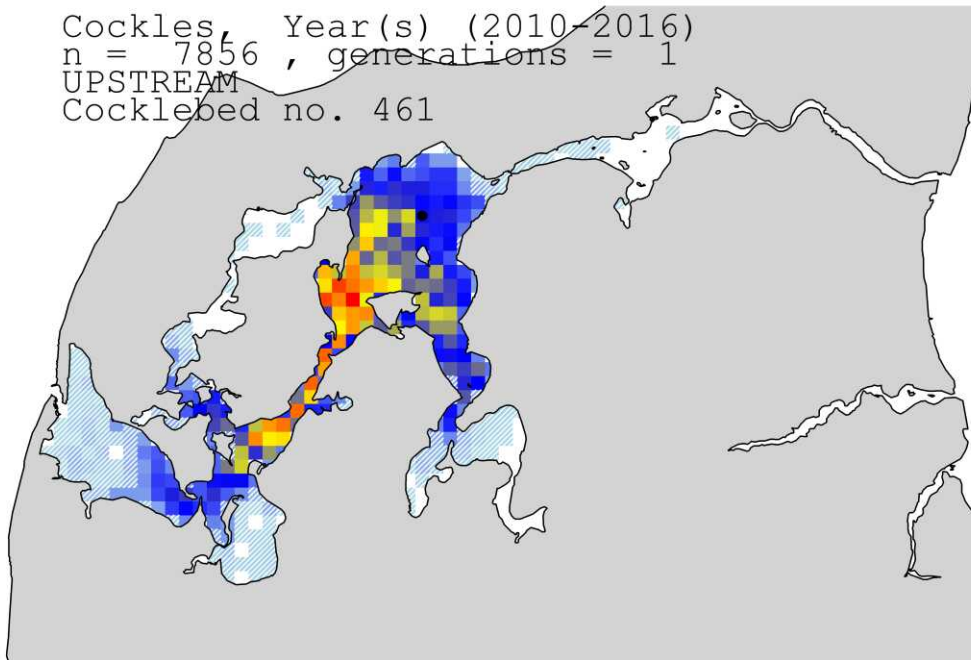 Cockles, Year(s) (2010-2016)
n = 7856 , generations = 1
UPSTREAM
Cocklebed no. 461